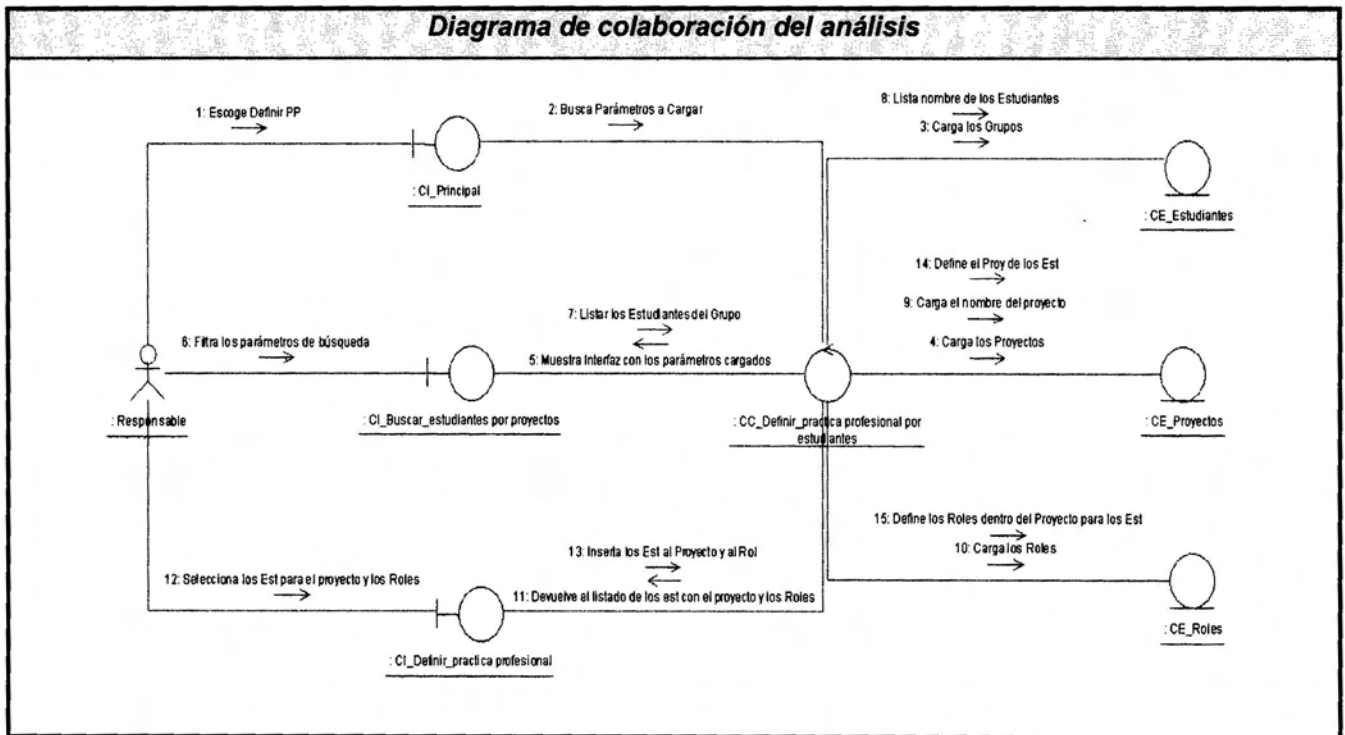 Diagrama de colaboración del análisis
1: Escoge Definir PP
2: Busca Parámetros a Cargar
8: Lista nombre de los Estudiantes
3: Carga los Grupos
: CI_Principal
: CE_Estudiantes
14: Define el Proy de los Est
9: Carga el nombre del proyecto
4: Carga los Proyectos
7: Listar los Estudiantes del Grupo
6: Filtra los parámetros de búsqueda
5: Muestra Interfaz con los parámetros cargados
: Responsable
: CI_Buscar_estudiantes por proyectos
: CC_Definir_practica profesional por
estudiantes
: CE_Proyectos
15: Define los Roles dentro del Proyecto para los Est
10: Carga los Roles
13: Inserta los Est al Proyecto y al Rol
12: Selecciona los Est para el proyecto y los Roles
11: Devuelve el listado de los est con el proyecto y los Roles
: CE_Roles
: CI_Definir_practica profesional